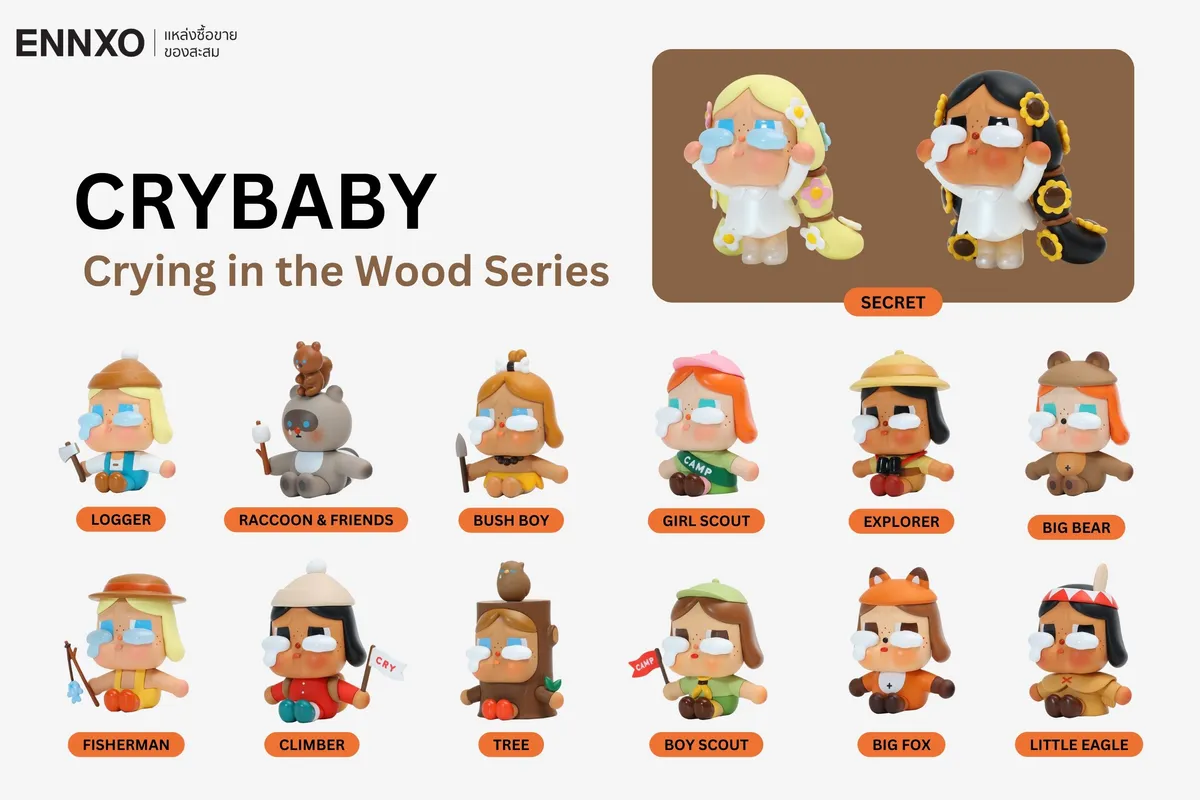 ENNXO
แหล่งซื้อขาย
ของสะสม
CRYBABY
Crying in the Wood Series
SECRET
CAMP
LOGGER
RACCOON & FRIENDS
BUSH BOY
GIRL SCOUT
EXPLORER
BIG BEAR
CRY
CAMP
FISHERMAN
CLIMBER
TREE
BOY SCOUT
BIG FOX
LITTLE EAGLE